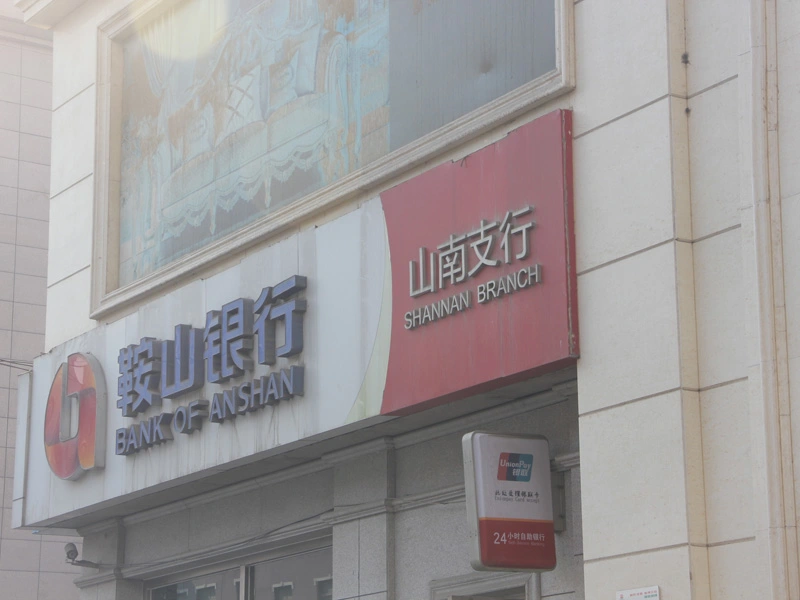 鞍山银行
BANK OF ANSHAN
山南支行
SHANNAN BRANCH
UnionPay
银联
24小时自助银行